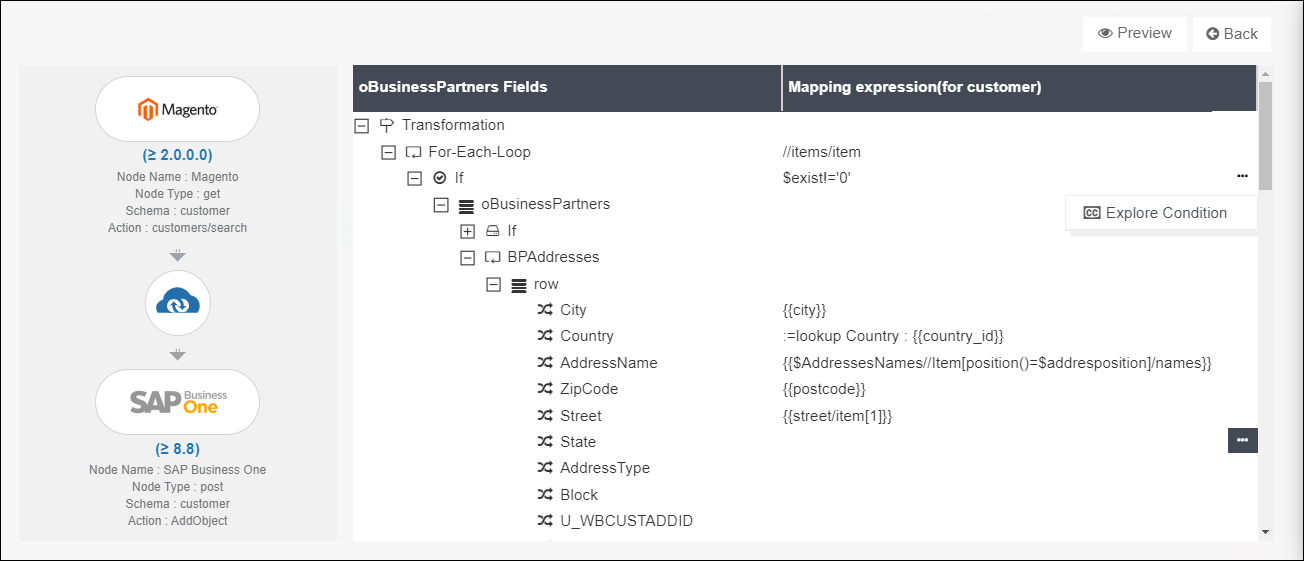 Preview
Back
Magento
(≥ 2.0.0.0)
Node Name : Magento
Node Type : get
Schema : customer
Action : customers/search
SAP Business One
(≥ 8.8)
Node Name : SAP Business One
Node Type : post
Schema : customer
Action : AddObject
oBusinessPartners Fields Mapping expression(for customer)
Transformation
For-Each-Loop //items/item
If $exist!='0'
oBusinessPartners
CC Explore Condition
If
BPAddresses
row
City {{city}}
Country :=lookup Country : {{country_id}}
AddressName {{$AddressesNames//Item[position()=$addresposition]/names}}
ZipCode {{postcode}}
Street {{street/item[1]}}
State
AddressType
Block
U_WBCUSTADDID